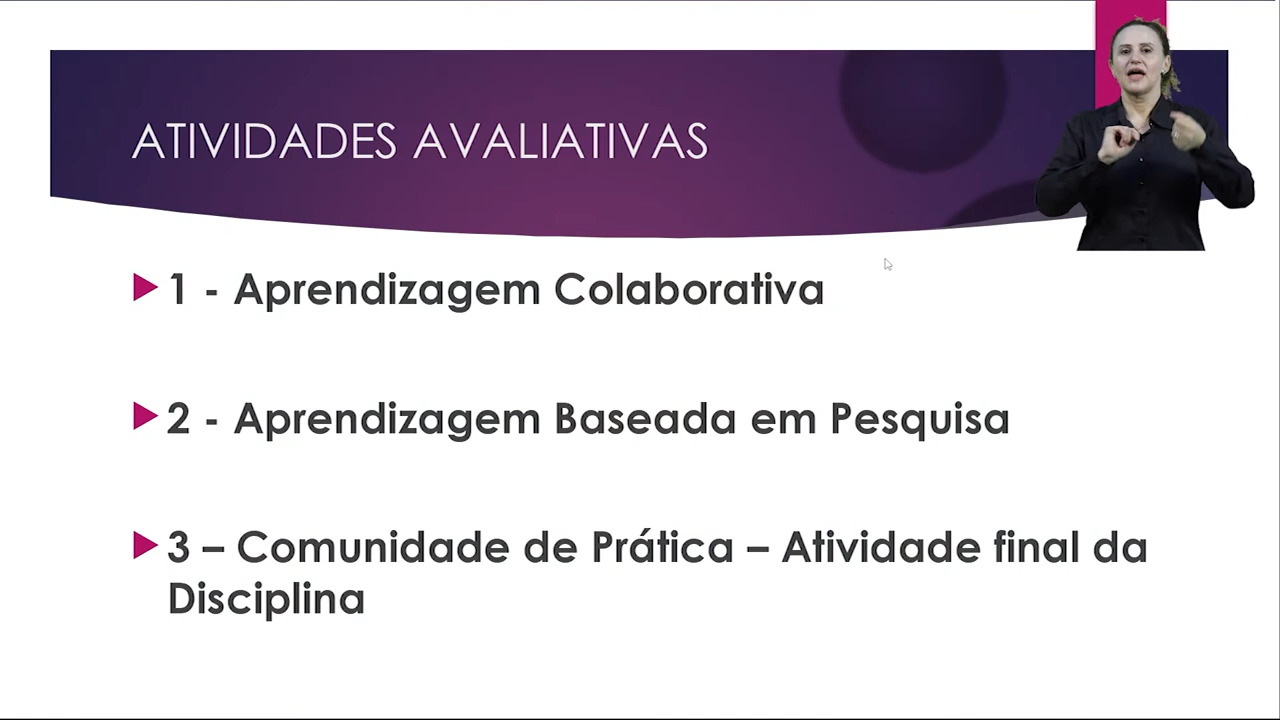 ATIVIDADES AVALIATIVAS
1 - Aprendizagem Colaborativa
2 - Aprendizagem Baseada em Pesquisa
3 – Comunidade de Prática – Atividade final da
Disciplina